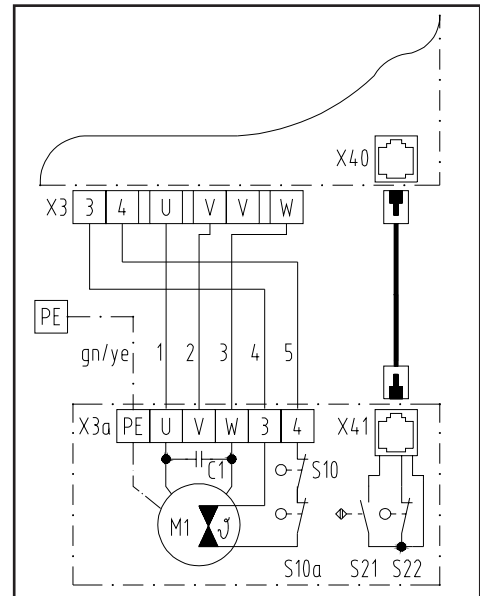 X40
X3 3 4 U V V W
PE
gn/ye 1 2 3 4 5
X3a PE U V W 3 4 X41
C1 S10
M1 ϑ
S10a S21 S22